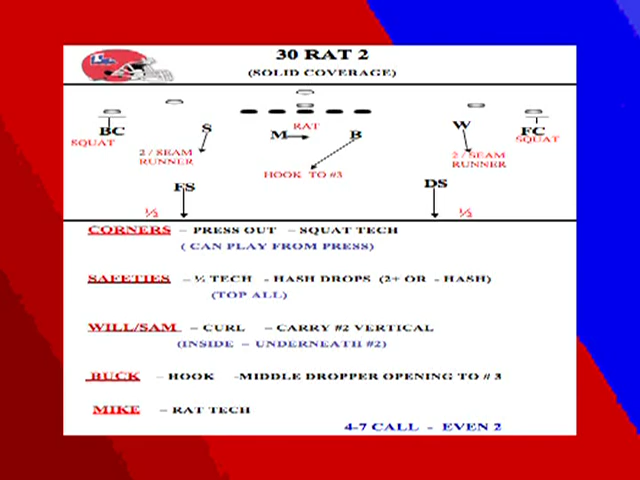 30 RAT 2
(SOLID COVERAGE)
BC S M RAT B W FC
SQUAT SQUAT
2 / SEAM RUNNER 2 / SEAM RUNNER
HOOK TO #3
FS DS
½ ½
CORNERS – PRESS OUT – SQUAT TECH
( CAN PLAY FROM PRESS)
SAFETIES – ½ TECH - HASH DROPS (2+ OR - HASH)
(TOP ALL)
WILL/SAM – CURL – CARRY #2 VERTICAL
(INSIDE – UNDERNEATH #2)
BUCK – HOOK -MIDDLE DROPPER OPENING TO # 3
MIKE – RAT TECH
4-7 CALL - EVEN 2